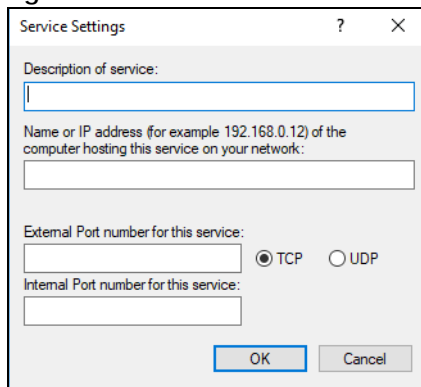 Service Settings ? X
Description of service:
Name or IP address (for example 192.168.0.12) of the
computer hosting this service on your network:
External Port number for this service:
TCP UDP
Internal Port number for this service:
OK Cancel